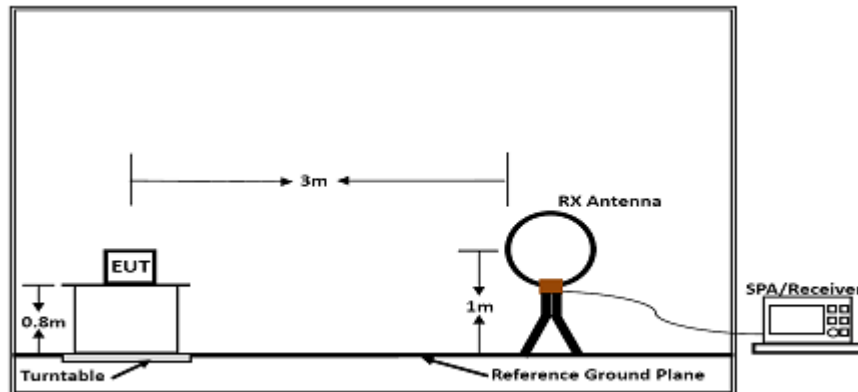 3m
RX Antenna
EUT
SPA/Receiver
0.8m
1m
Turntable
Reference Ground Plane